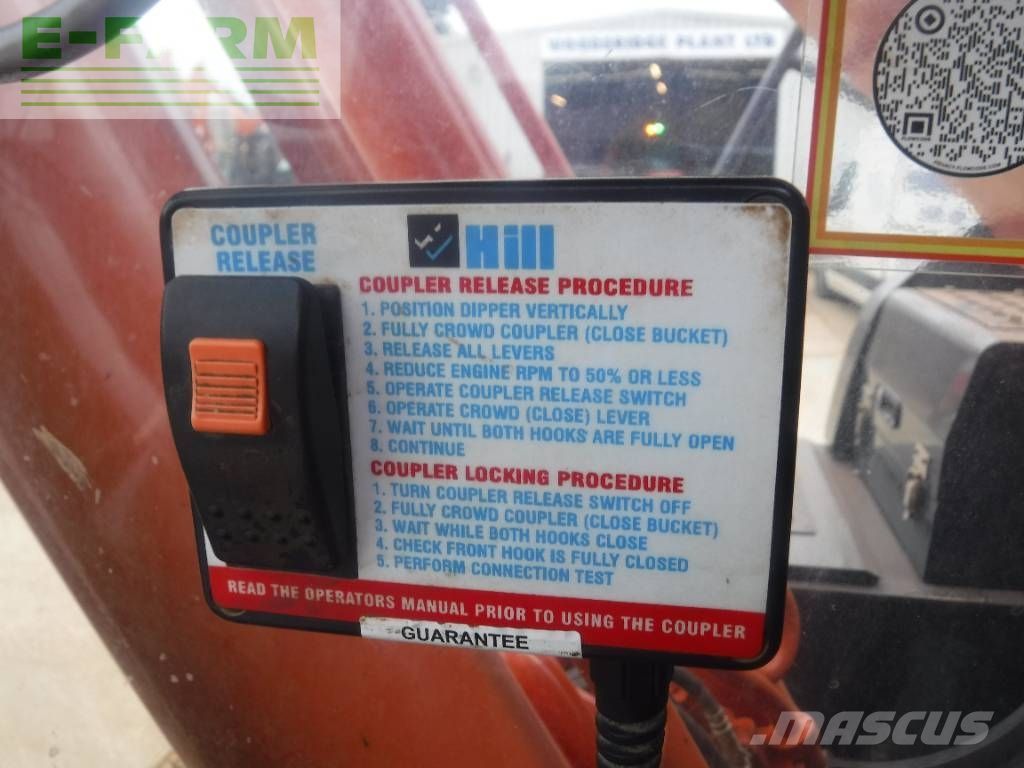 E-FARM
WOODBRIDGE PLANT LTD
COUPLER
RELEASE
Hill
COUPLER RELEASE PROCEDURE
1. POSITION DIPPER VERTICALLY
2. FULLY CROWD COUPLER (CLOSE BUCKET)
3. RELEASE ALL LEVERS
4. REDUCE ENGINE RPM TO 50% OR LESS
5. OPERATE COUPLER RELEASE SWITCH
6. OPERATE CROWD (CLOSE) LEVER
7. WAIT UNTIL BOTH HOOKS ARE FULLY OPEN
8. CONTINUE
COUPLER LOCKING PROCEDURE
1. TURN COUPLER RELEASE SWITCH OFF
2. FULLY CROWD COUPLER (CLOSE BUCKET)
3. WAIT WHILE BOTH HOOKS CLOSE
4. CHECK FRONT HOOK IS FULLY CLOSED
5. PERFORM CONNECTION TEST
READ THE OPERATORS MANUAL PRIOR TO USING THE COUPLER
GUARANTEE
MASCUS